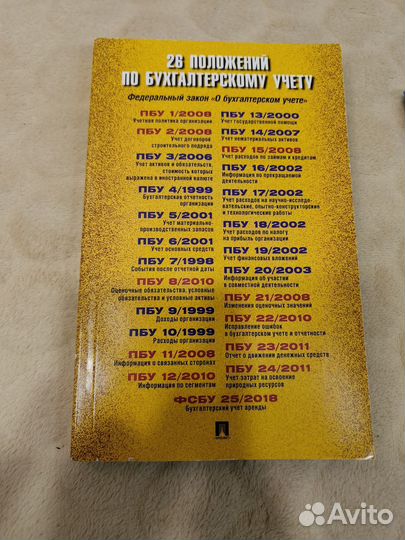 26 ПОЛОЖЕНИЙ
ПО БУХГАЛТЕРСКОМУ УЧЕТУ
Федеральный закон «О бухгалтерском учете»
ПБУ 1/2008
Учетная политика организации
ПБУ 2/2008
Учет договоров
строительного подряда
ПБУ 3/2006
Учет активов и обязательств,
стоимость которых
выражена в иностранной валюте
ПБУ 4/1999
Бухгалтерская отчетность
организации
ПБУ 5/2001
Учет материально-
производственных запасов
ПБУ 6/2001
Учет основных средств
ПБУ 7/1998
События после отчетной даты
ПБУ 8/2010
Оценочные обязательства, условные
обязательства и условные активы
ПБУ 9/1999
Доходы организации
ПБУ 10/1999
Расходы организации
ПБУ 11/2008
Информация о связанных сторонах
ПБУ 12/2010
Информация по сегментам
ПБУ 13/2000
Учет государственной помощи
ПБУ 14/2007
Учет нематериальных активов
ПБУ 15/2008
Учет расходов по займам и кредитам
ПБУ 16/2002
Информация по прекращаемой
деятельности
ПБУ 17/2002
Учет расходов на научно-исследо-
вательские, опытно-конструкторские
и технологические работы
ПБУ 18/2002
Учет расходов по налогу
на прибыль организаций
ПБУ 19/2002
Учет финансовых вложений
ПБУ 20/2003
Информация об участии
в совместной деятельности
ПБУ 21/2008
Изменения оценочных значений
ПБУ 22/2010
Исправление ошибок
в бухгалтерском учете и отчетности
ПБУ 23/2011
Отчет о движении денежных средств
ПБУ 24/2011
Учет затрат на освоение
природных ресурсов
ФСБУ 25/2018
Бухгалтерский учет аренды
Avito